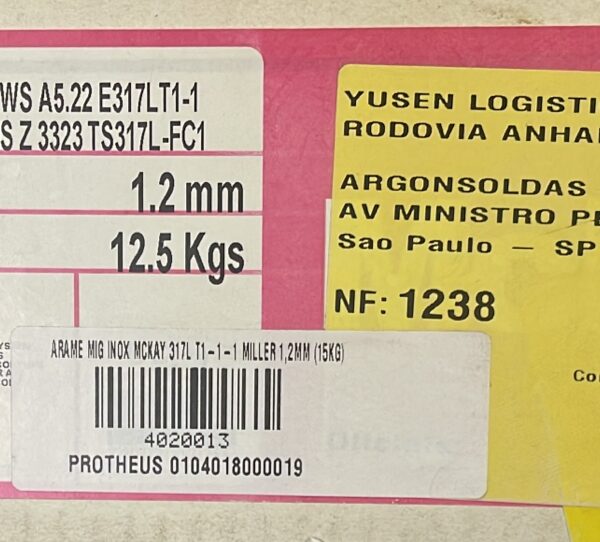 WS A5.22 E317LT1-1
S Z 3323 TS317L-FC1
1.2 mm
12.5 Kgs
YUSEN LOGISTI
RODOVIA ANHA
ARGONSOLDAS
AV MINISTRO PE
Sao Paulo — SP
NF: 1238
Co
ARAME MIG INOX MCKAY 317L T1-1-1 MILLER 1,2MM (15KG)
4020013
PROTHEUS 0104018000019